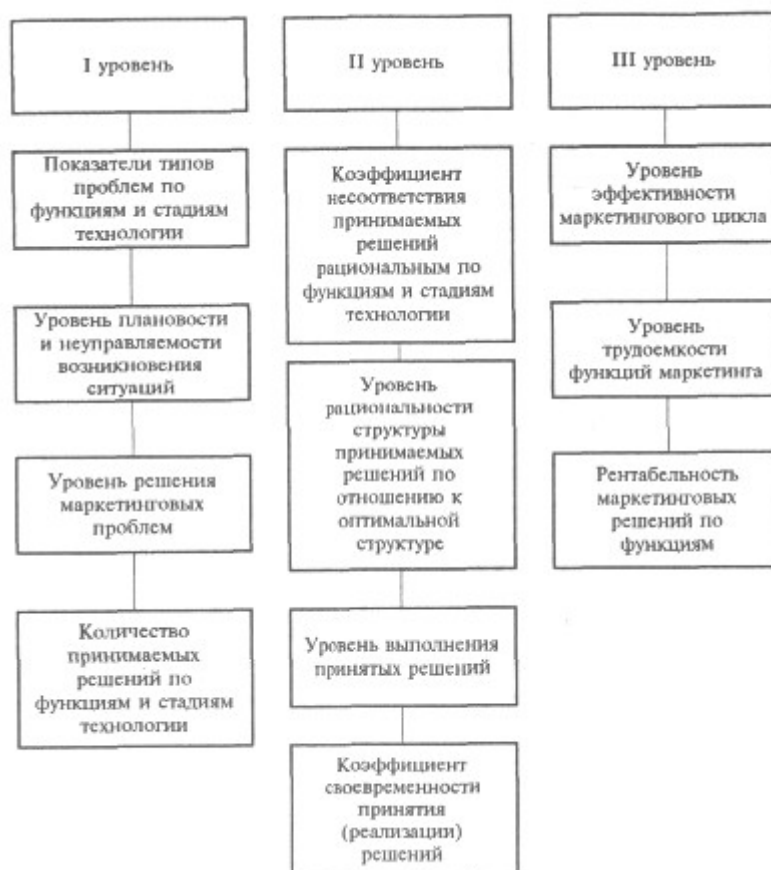 I уровень
Показатели типов
проблем по
функциям и стадиям
технологии
Уровень плановости
и неуправляемости
возникновения
ситуаций
Уровень решения
маркетинговых
проблем
Количество
принимаемых
решений по
функциям и стадиям
технологии
II уровень
Коэффициент
несоответствия
принимаемых
решений
рациональным по
функциям и стадиям
технологии
Уровень
рациональности
структуры
принимаемых
решений по
отношению к
оптимальной
структуре
Уровень выполнения
принятых решений
Коэффициент
своевременности
принятия
(реализации)
решений
III уровень
Уровень
эффективности
маркетингового цикла
Уровень
трудоемкости
функций маркетинга
Рентабельность
маркетинговых
решений по
функциям